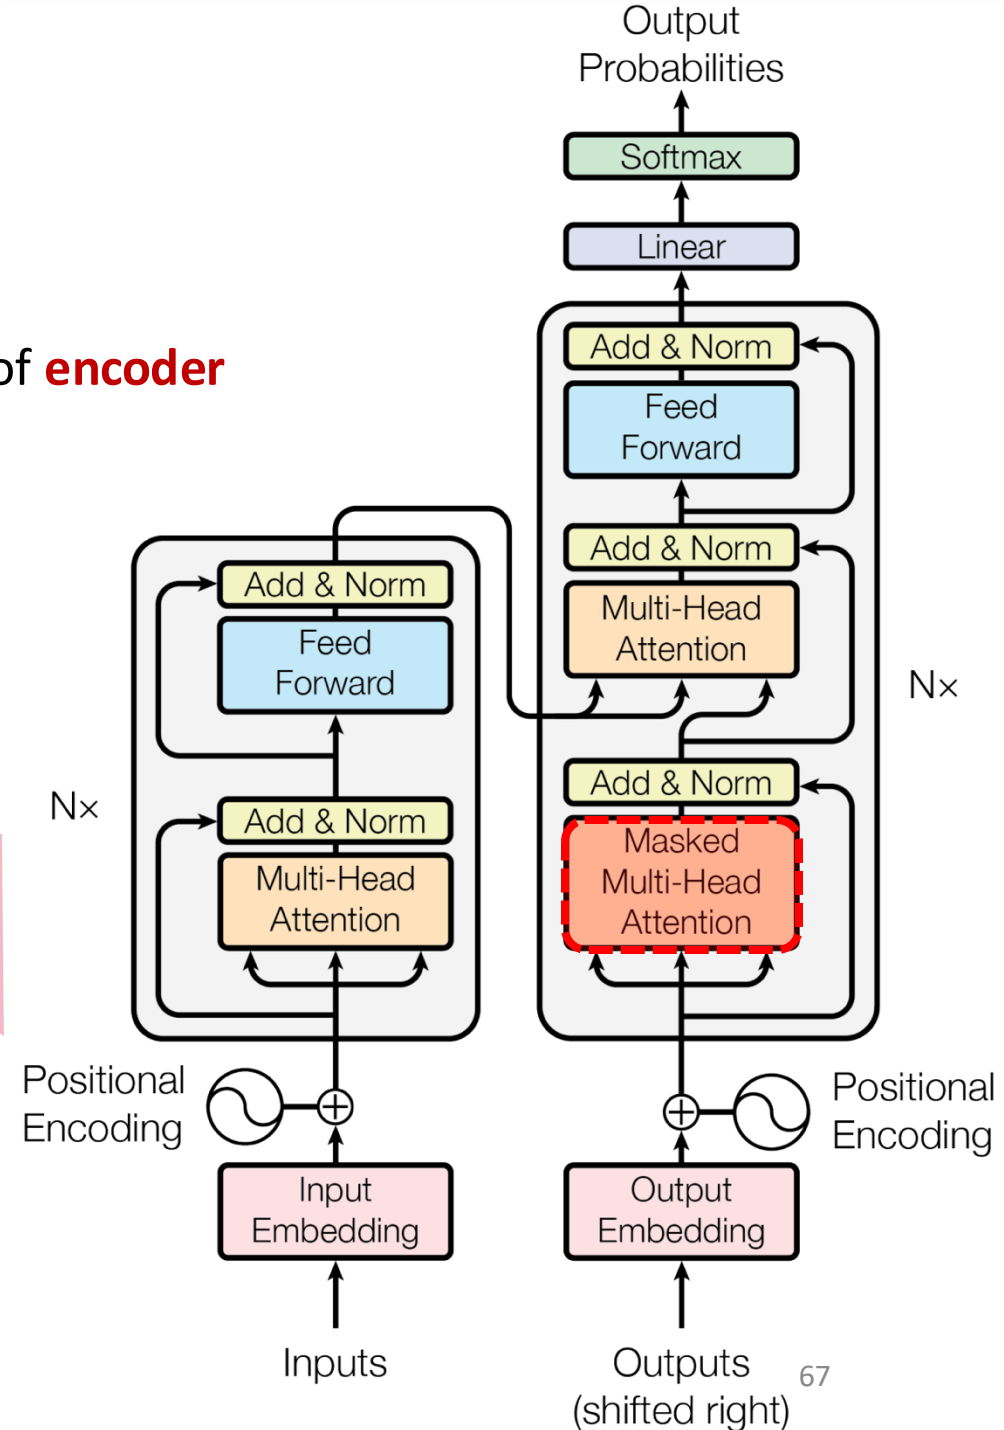 Output
Probabilities
Softmax
Linear
Add & Norm
Feed
Forward
Add & Norm
Multi-Head
Attention
Add & Norm
Masked
Multi-Head
Attention
Nx
Positional
Encoding
Output
Embedding
Outputs
(shifted right)
of encoder
Add & Norm
Feed
Forward
Add & Norm
Multi-Head
Attention
Nx
Positional
Encoding
Input
Embedding
Inputs
67